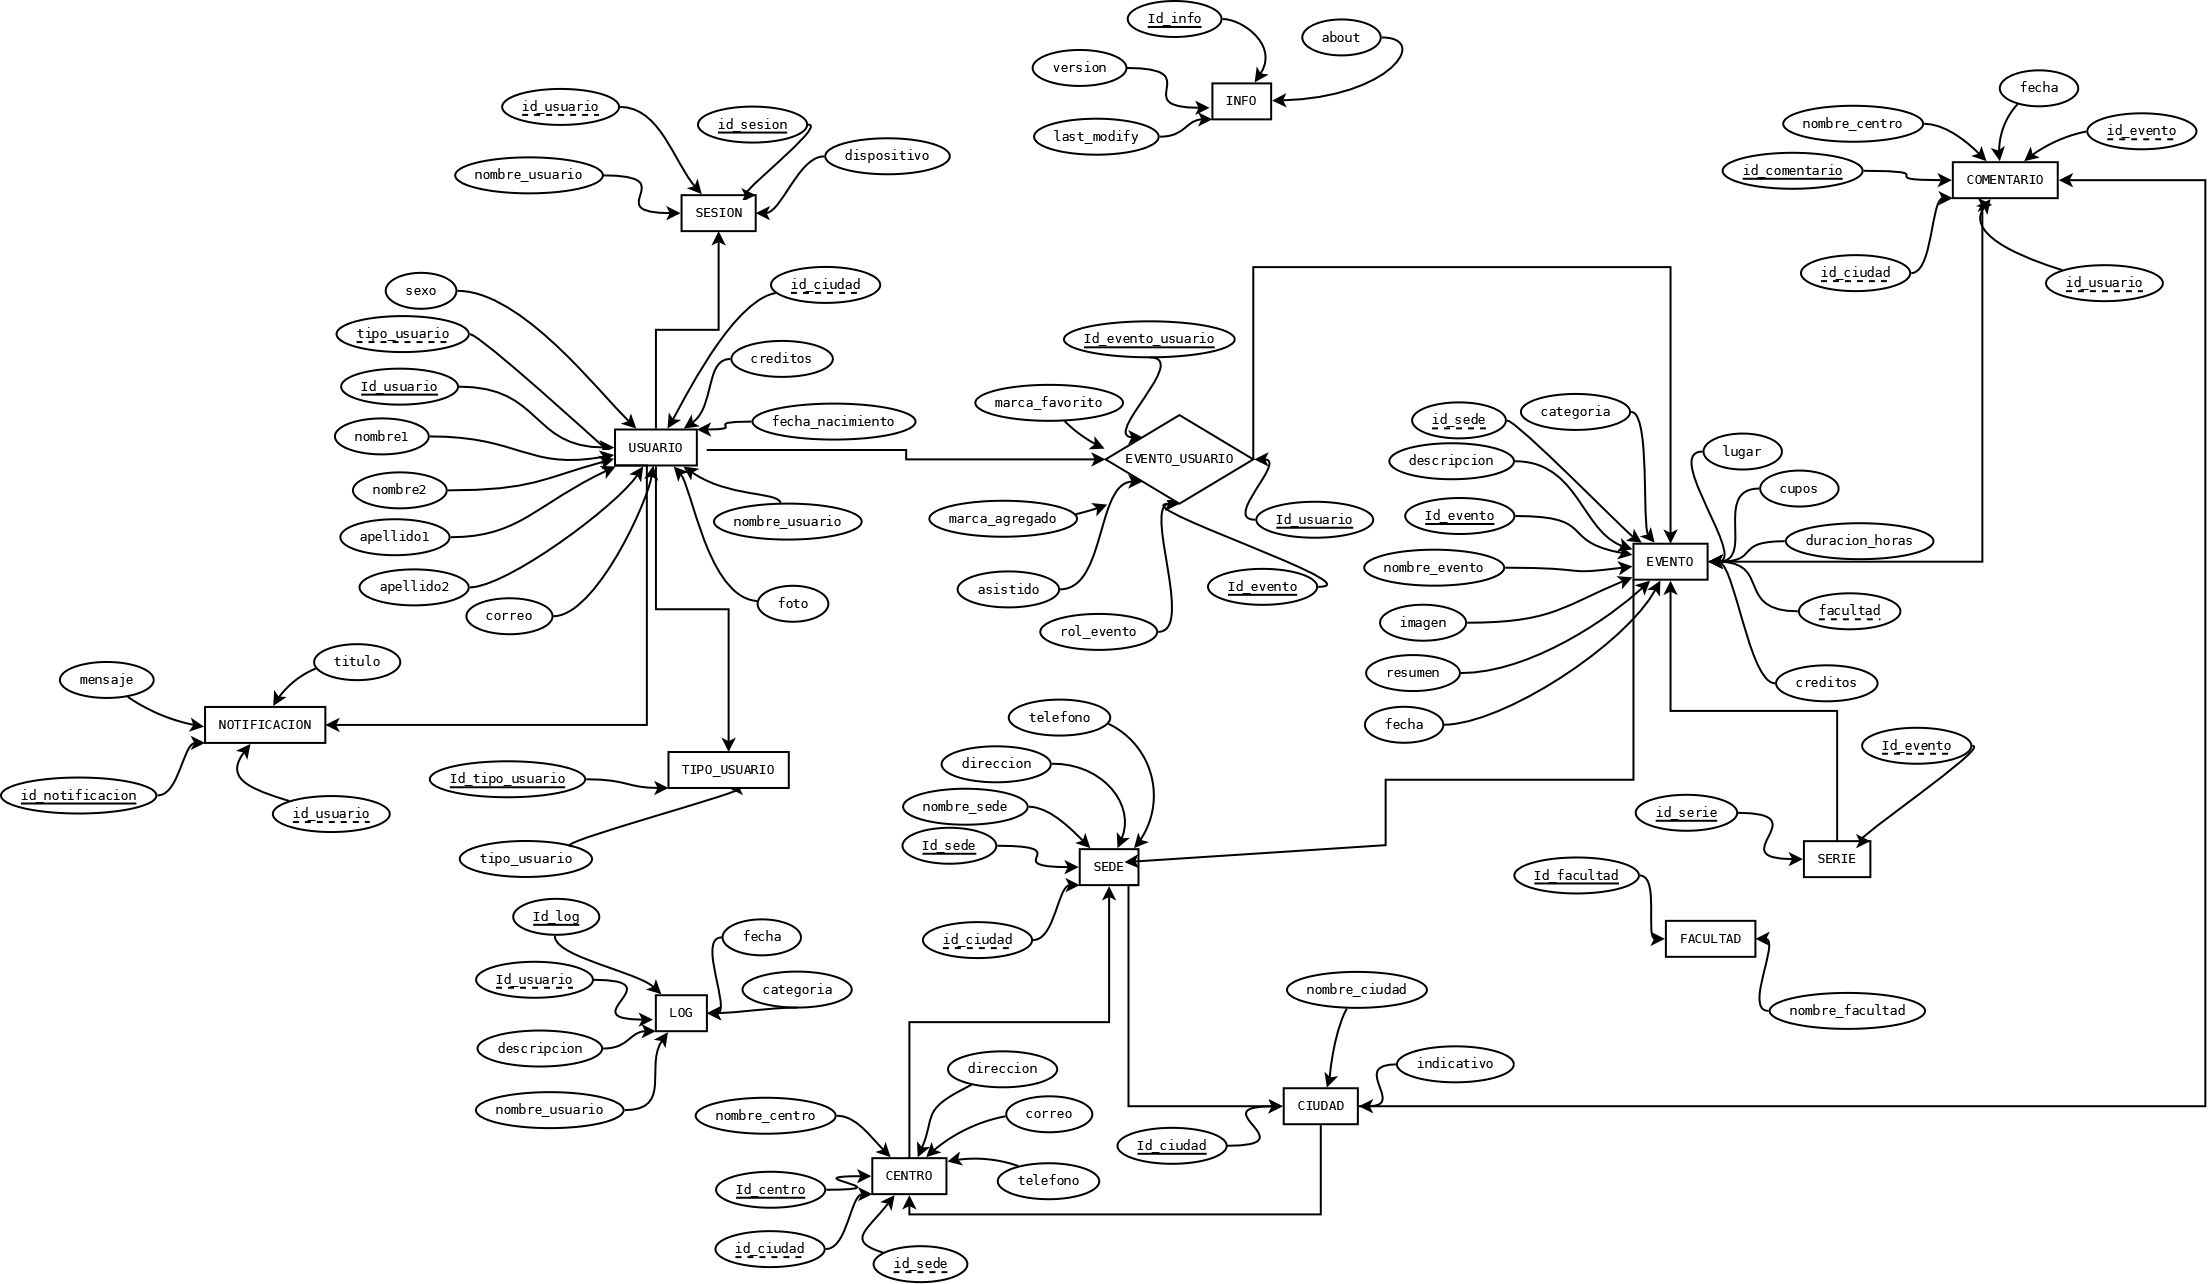 Id_info
about
version
INFO
last_modify
id_usuario
id_sesion
nombre_usuario
dispositivo
SESION
fecha
nombre_centro
id_evento
id_comentario
COMENTARIO
id_ciudad
id_usuario
sexo
id_ciudad
tipo_usuario
creditos
Id_usuario
fecha_nacimiento
nombre1
USUARIO
nombre2
nombre_usuario
apellido1
apellido2
correo
foto
Id_evento_usuario
marca_favorito
EVENTO_USUARIO
marca_agregado
Id_usuario
asistido
Id_evento
rol_evento
id_sede
categoria
descripcion
lugar
cupos
Id_evento
duracion_horas
nombre_evento
EVENTO
imagen
facultad
resumen
creditos
fecha
titulo
mensaje
NOTIFICACION
id_notificacion
id_usuario
Id_tipo_usuario
TIPO_USUARIO
tipo_usuario
telefono
direccion
nombre_sede
Id_sede
SEDE
id_ciudad
Id_evento
id_serie
SERIE
Id_facultad
FACULTAD
nombre_facultad
Id_log
fecha
Id_usuario
categoria
LOG
descripcion
nombre_usuario
nombre_ciudad
indicativo
CIUDAD
Id_ciudad
direccion
nombre_centro
correo
CENTRO
telefono
Id_centro
id_ciudad
id_sede